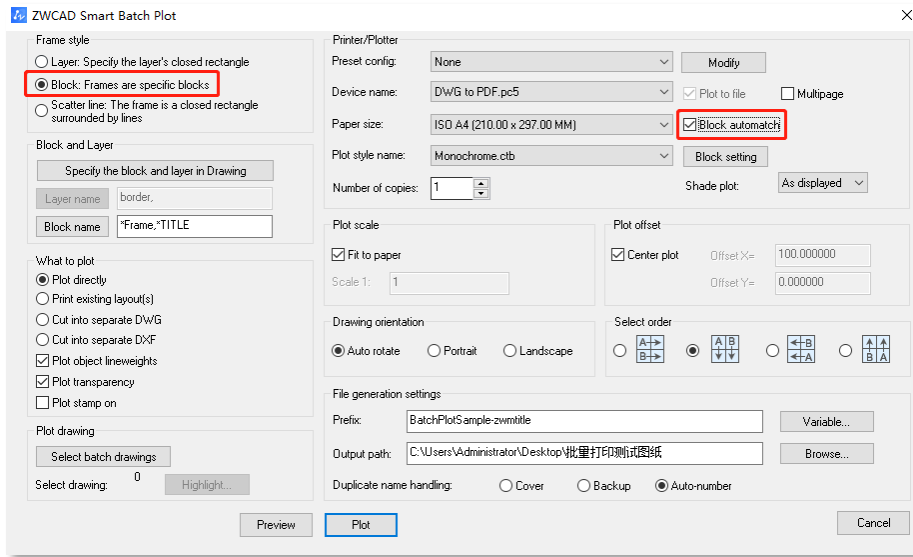 ZWCAD Smart Batch Plot
Frame style
Layer: Specify the layer's closed rectangle
Block: Frames are specific blocks
Scatter line: The frame is a closed rectangle
surrounded by lines
Block and Layer
Specify the block and layer in Drawing
Layer name border,
Block name *Frame,*TITLE
What to plot
Plot directly
Print existing layout(s)
Cut into separate DWG
Cut into separate DXF
Plot object lineweights
Plot transparency
Plot stamp on
Plot drawing
Select batch drawings
Select drawing: 0 Highlight...
Printer/Plotter
Preset config: None Modify
Device name: DWG to PDF.pc5 Plot to file Multipage
Paper size: ISO A4 (210.00 x 297.00 MM) Block automatch
Plot style name: Monochrome.ctb Block setting
Number of copies: 1 Shade plot: As displayed
Plot scale
Fit to paper
Scale 1: 1
Plot offset
Center plot Offset X= 100.000000
Offset Y= 0.000000
Drawing orientation
Auto rotate Portrait Landscape
Select order
A B A B B A B A
File generation settings
Prefix: BatchPlotSample-zwmtitle Variable...
Output path: C:\Users\Administrator\Desktop\批量打印测试图纸 Browse...
Duplicate name handling: Cover Backup Auto-number
Preview Plot Cancel